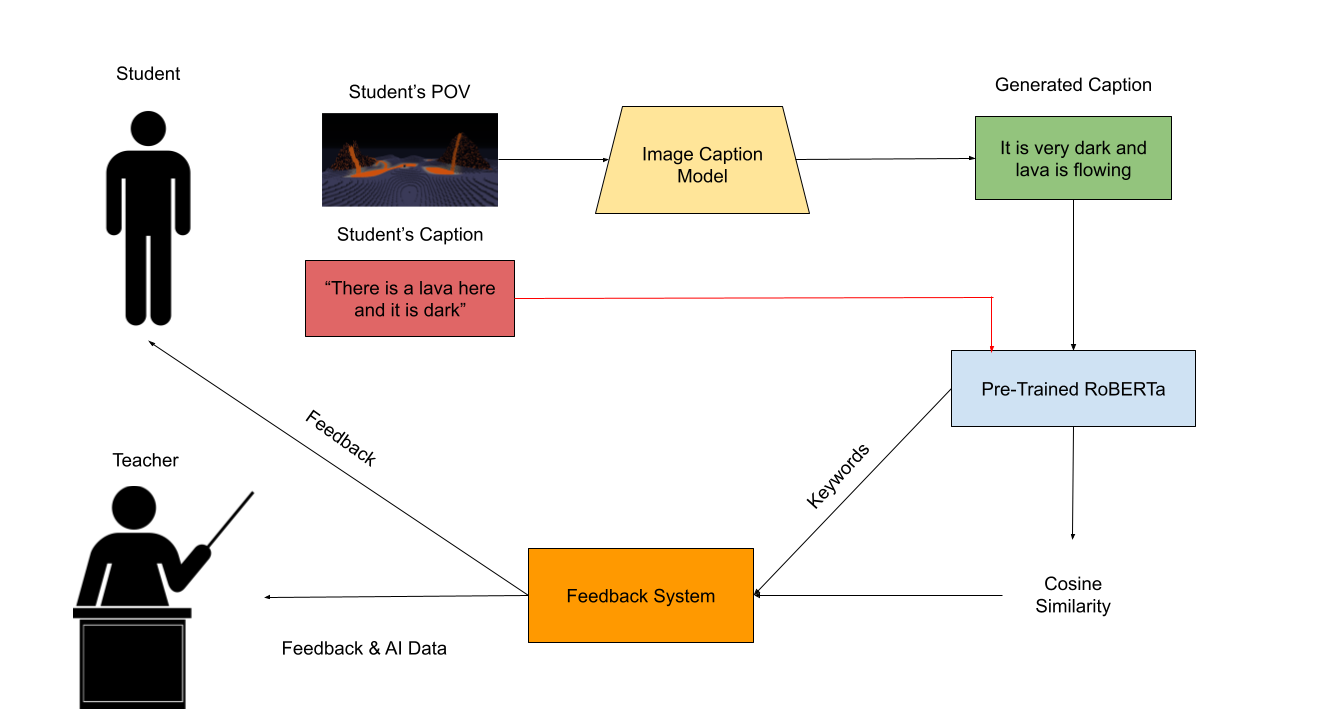 Student
Student’s POV
Image Caption
Model
Generated Caption
It is very dark and
lava is flowing
Student’s Caption
“There is a lava here
and it is dark”
Pre-Trained RoBERTa
Feedback
Keywords
Teacher
Feedback System
Cosine
Similarity
Feedback & AI Data